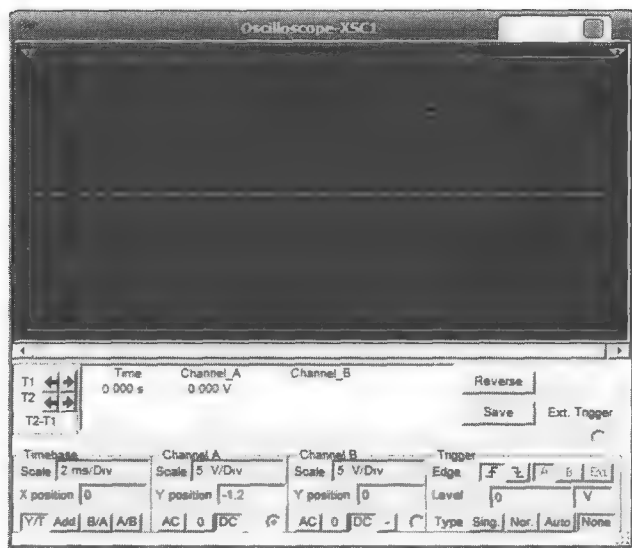 Oscilloscope-XSC1
Time Channel_A Channel_B
T1 0.000 s 0.000 V
T2
T2-T1
Reverse
Save Ext. Trigger
Timebase Channel A Channel B Trigger
Scale 2 ms/Div Scale 5 V/Div Scale 5 V/Div Edge A B Ext
X position 0 Y position -1.2 Y position 0 Level 0 V
Y/T Add B/A A/B AC 0 DC AC 0 DC - Type Sing. Nor. Auto None